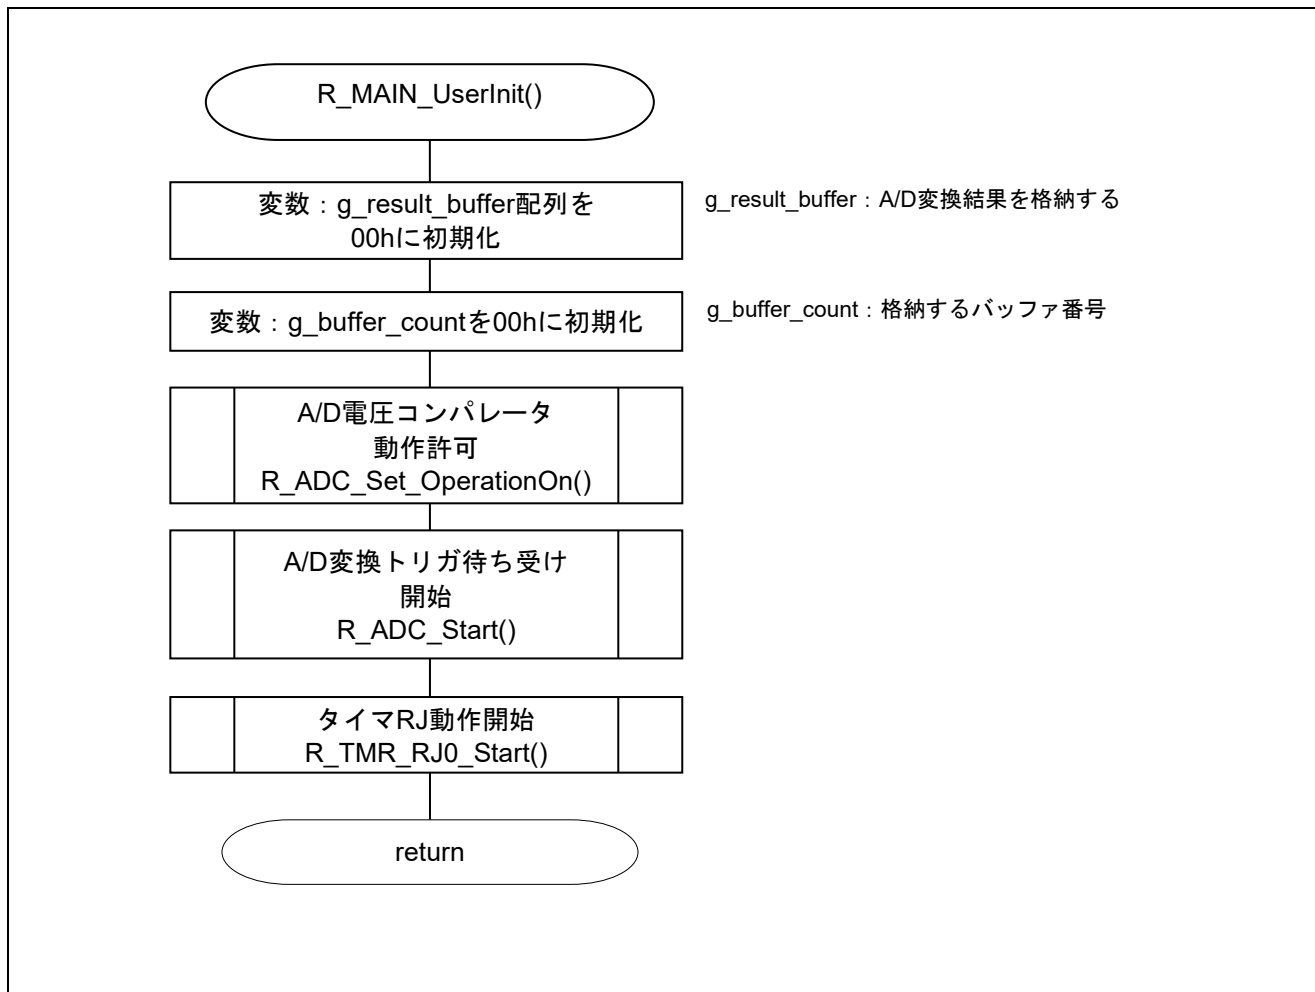 R_MAIN_UserInit()
変数：g_result_buffer配列を
00hに初期化
g_result_buffer：A/D変換結果を格納する
変数：g_buffer_countを00hに初期化
g_buffer_count：格納するバッファ番号
A/D電圧コンパレータ
動作許可
R_ADC_Set_OperationOn()
A/D変換トリガ待ち受け
開始
R_ADC_Start()
タイマRJ動作開始
R_TMR_RJ0_Start()
return